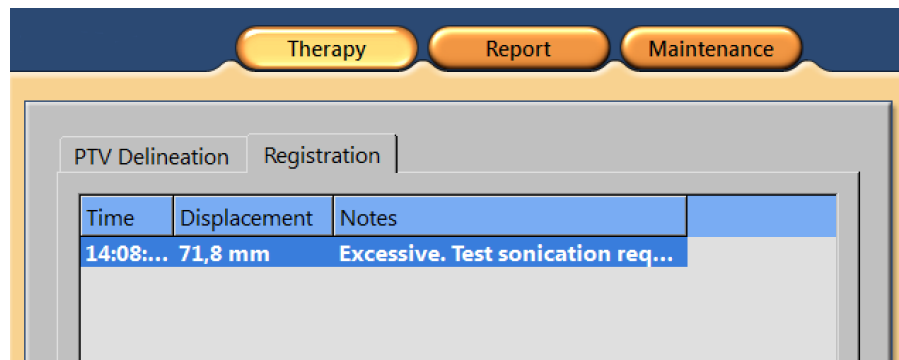 Therapy Report Maintenance
PTV Delineation Registration
Time Displacement Notes
14:08:... 71,8 mm Excessive. Test sonication req...